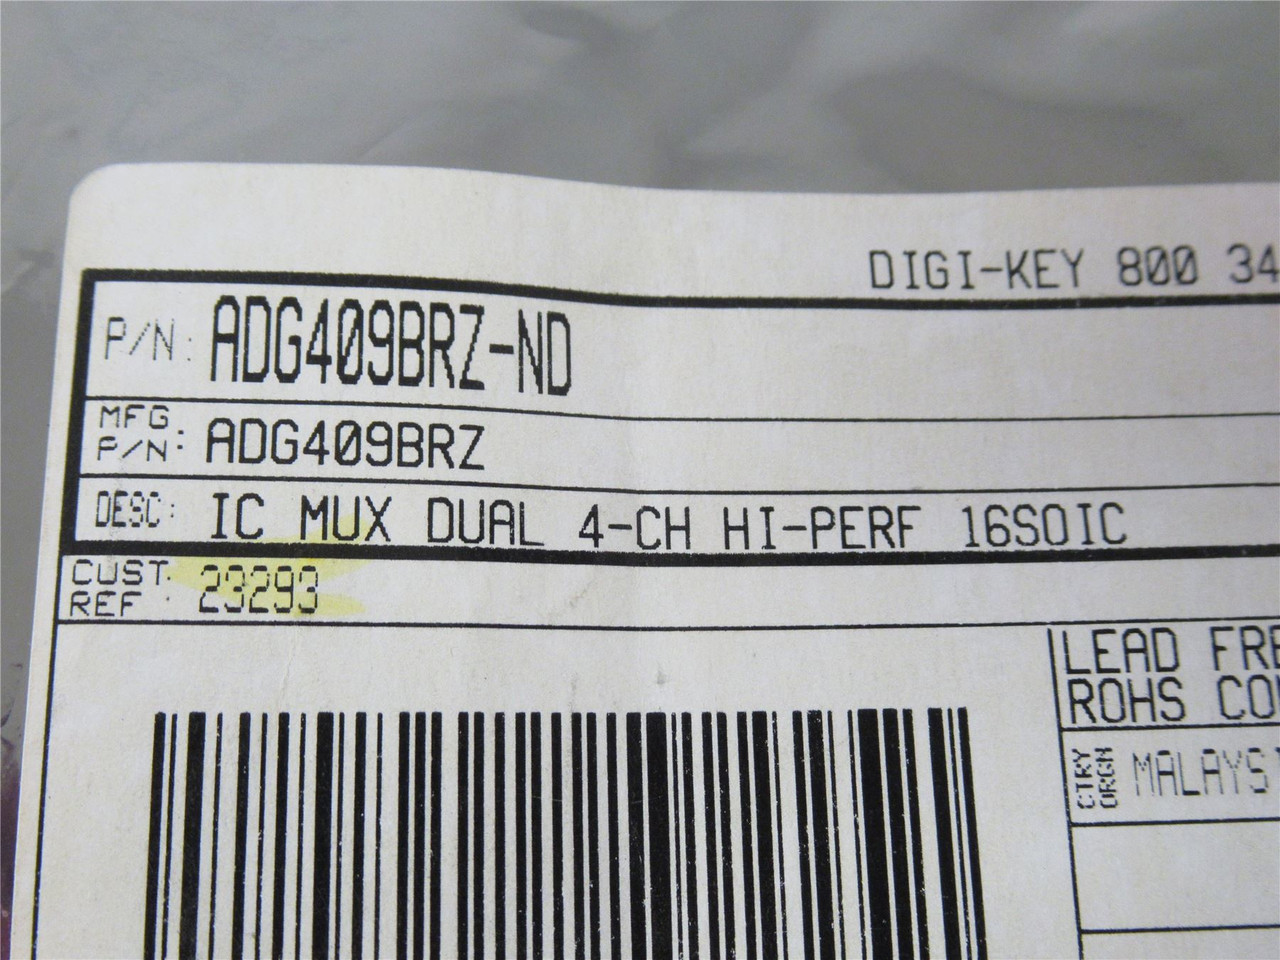 DIGI-KEY 800 34
P/N: ADG409BRZ-ND
MFG P/N: ADG409BRZ
DESC: IC MUX DUAL 4-CH HI-PERF 16SOIC
CUST REF: 23293
LEAD FRE
ROHS CO
CTRY ORGN MALAYS